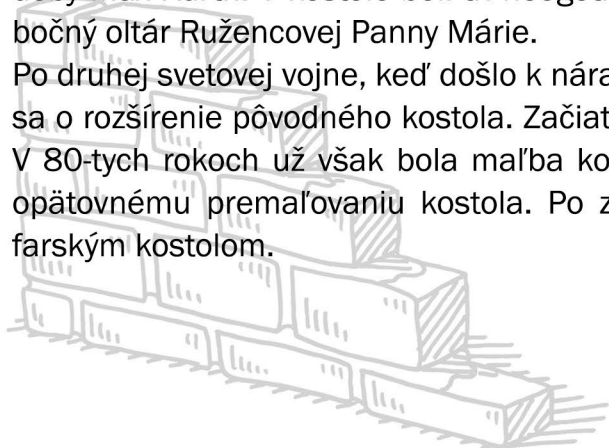 bočný oltár Ružencovej Panny Márie.
Po druhej svetovej vojne, keď došlo k nára
sa o rozšírenie pôvodného kostola. Začiat
V 80-tych rokoch už však bola maľba ko
opätovnému premaľovaniu kostola. Po z
farským kostolom.